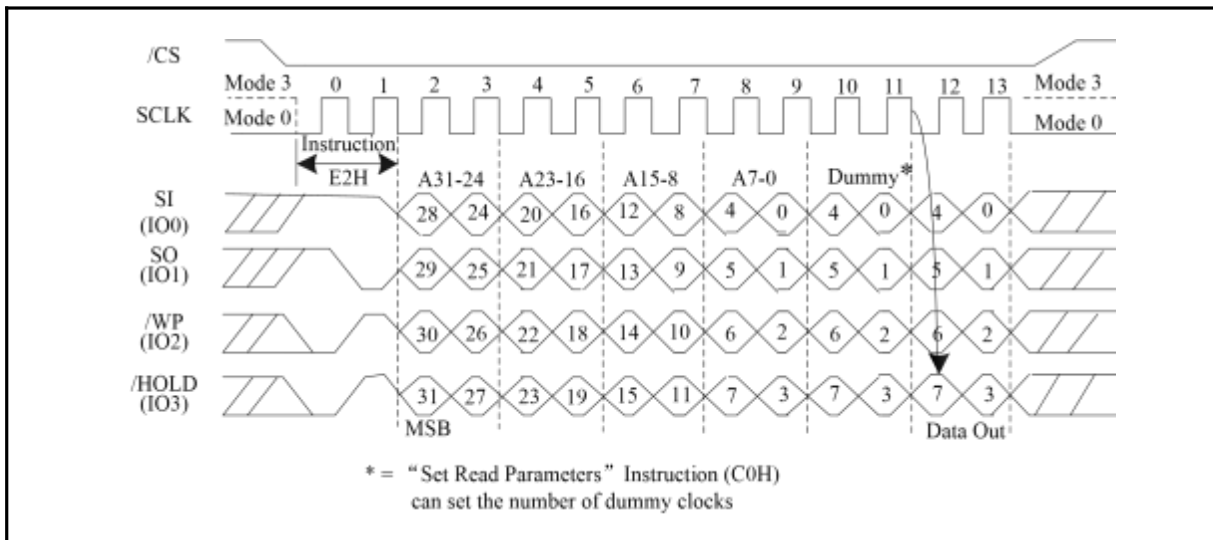 /CS
Mode 3 0 1 2 3 4 5 6 7 8 9 10 11 12 13 Mode 3
SCLK Mode 0 Mode 0
Instruction
E2H A31-24 A23-16 A15-8 A7-0 Dummy*
SI
(IO0) 28 24 20 16 12 8 4 0 4 0 4 0
SO
(IO1) 29 25 21 17 13 9 5 1 5 1 5 1
/WP
(IO2) 30 26 22 18 14 10 6 2 6 2 6 2
/HOLD
(IO3) 31 27 23 19 15 11 7 3 7 3 7 3
MSB Data Out
* = “Set Read Parameters” Instruction (C0H)
can set the number of dummy clocks